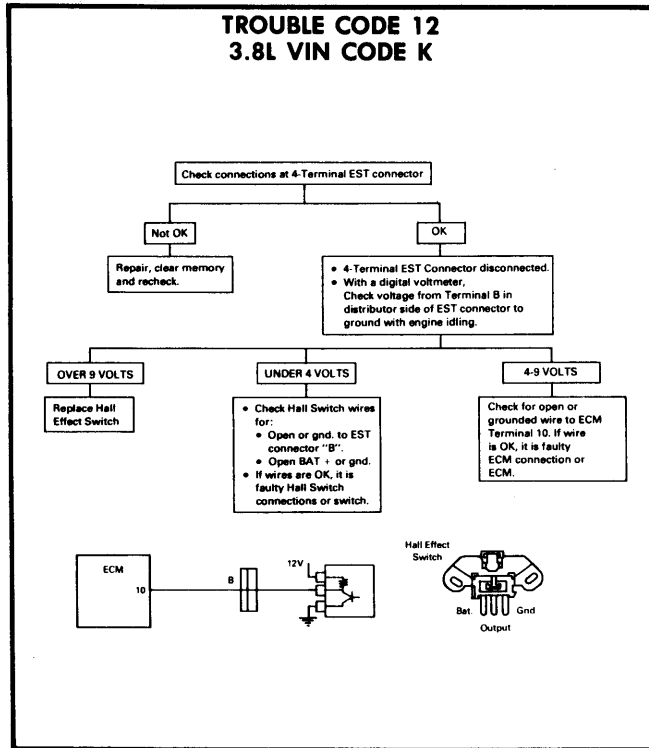 TROUBLE CODE 12
3.8L VIN CODE K
Check connections at 4-Terminal EST connector
Not OK
OK
Repair, clear memory
and recheck.
• 4-Terminal EST Connector disconnected.
• With a digital voltmeter,
Check voltage from Terminal B in
distributor side of EST connector to
ground with engine idling.
OVER 9 VOLTS
UNDER 4 VOLTS
4-9 VOLTS
Replace Hall
Effect Switch
• Check Hall Switch wires
for:
• Open or gnd. to EST
connector "B".
• Open BAT + or gnd.
• If wires are OK, it is
faulty Hall Switch
connections or switch.
Check for open or
grounded wire to ECM
Terminal 10. If wire
is OK, it is faulty
ECM connection or
ECM.
ECM
10
B
12V
Hall Effect
Switch
Bat.
Gnd
Output